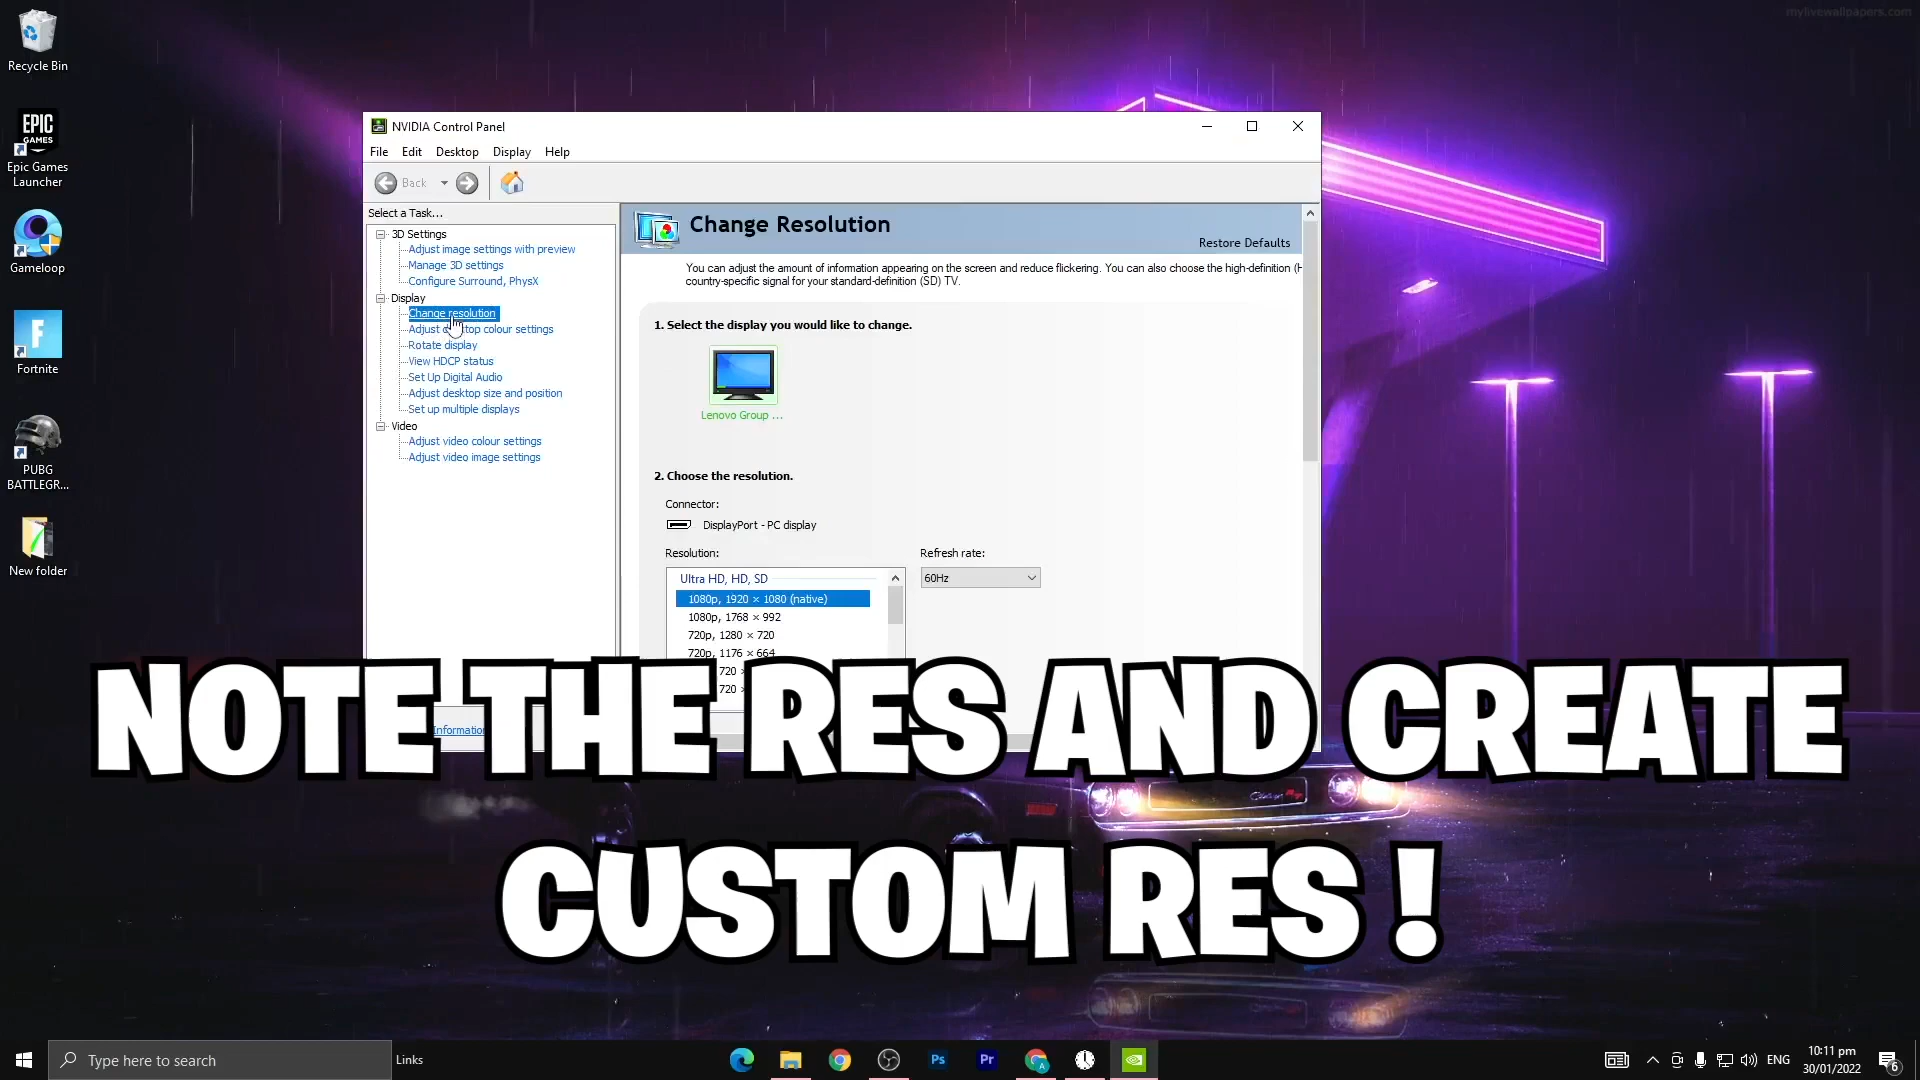 mylivewallpapers.com
Recycle Bin
EPIC
GAMES
Epic Games
Launcher
Gameloop
F
Fortnite
PUBG
BATTLEGR...
New folder
NVIDIA Control Panel
File Edit Desktop Display Help
Back
Select a Task...
3D Settings
Adjust image settings with preview
Manage 3D settings
Configure Surround, PhysX
Display
Change resolution
Adjust desktop colour settings
Rotate display
View HDCP status
Set Up Digital Audio
Adjust desktop size and position
Set up multiple displays
Video
Adjust video colour settings
Adjust video image settings
Change Resolution
Restore Defaults
You can adjust the amount of information appearing on the screen and reduce flickering. You can also choose the high-definition (H
country-specific signal for your standard-definition (SD) TV.
1. Select the display you would like to change.
Lenovo Group ...
2. Choose the resolution.
Connector:
DisplayPort - PC display
Resolution:
Refresh rate:
Ultra HD, HD, SD
60Hz
1080p, 1920 × 1080 (native)
1080p, 1768 × 992
720p, 1280 × 720
720p, 1176 × 664
720 ×
720 ×
NOTE THE RES AND CREATE
CUSTOM RES !
Type here to search
Links
Ps
Pr
A
ENG
10:11 pm
30/01/2022
6